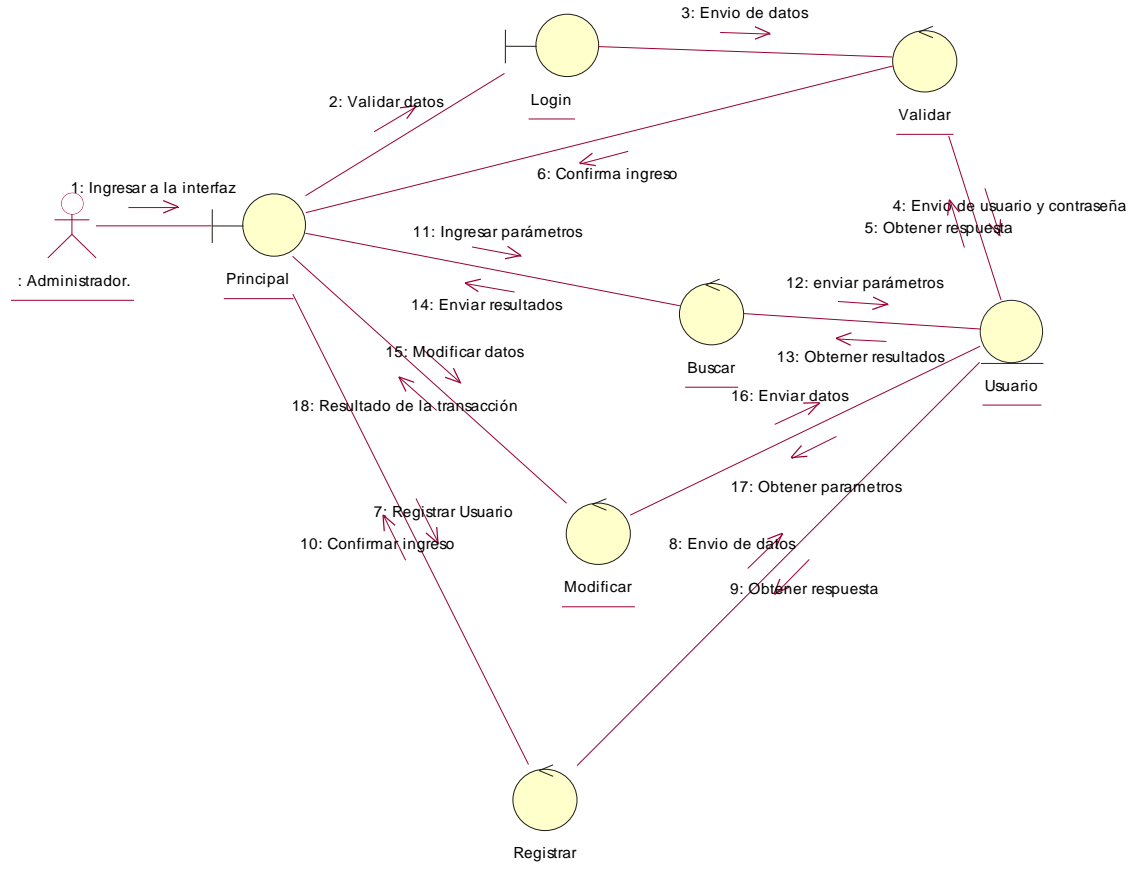 3: Envio de datos
2: Validar datos
Login
Validar
6: Confirma ingreso
1: Ingresar a la interfaz
4: Envio de usuario y contraseña
5: Obtener respuesta
11: Ingresar parámetros
: Administrador.
Principal
12: enviar parámetros
14: Enviar resultados
15: Modificar datos
13: Obterner resultados
Buscar
Usuario
16: Enviar datos
18: Resultado de la transacción
17: Obtener parametros
7: Registrar Usuario
10: Confirmar ingreso
8: Envio de datos
Modificar
9: Obtener respuesta
Registrar